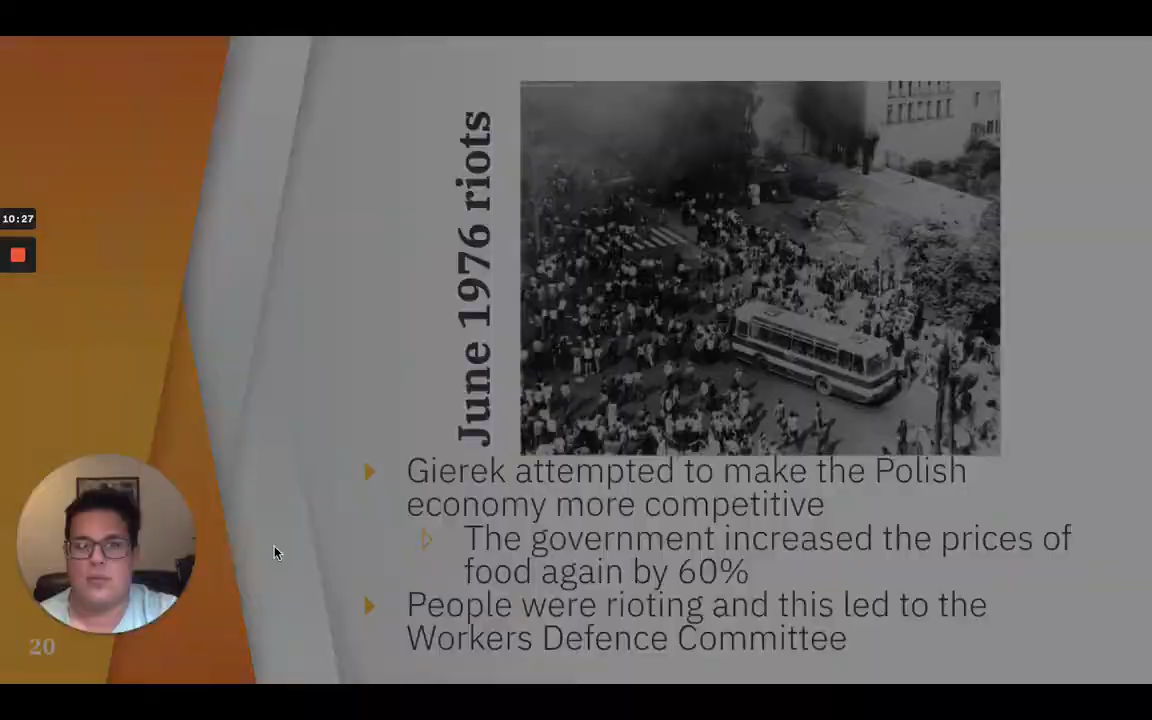 June 1976 riots
10:27
Gierek attempted to make the Polish
economy more competitive
The government increased the prices of
food again by 60%
People were rioting and this led to the
Workers Defence Committee
20